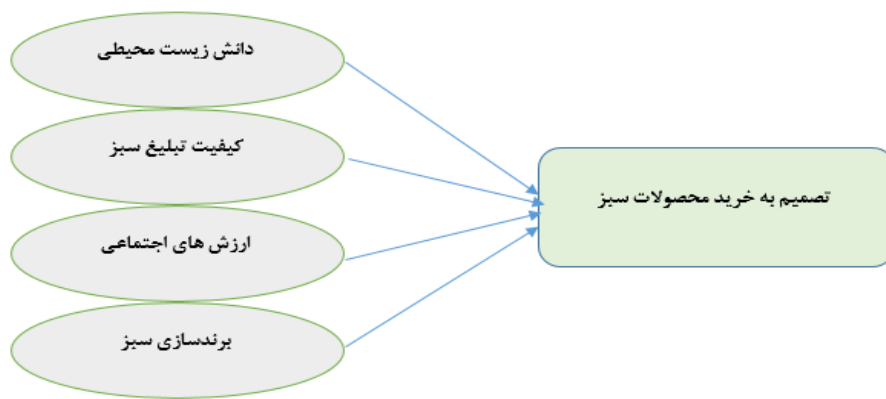 دانش زیست محیطی
کیفیت تبلیغ سبز
ارزش های اجتماعی
برندسازی سبز
تصمیم به خرید محصولات سبز